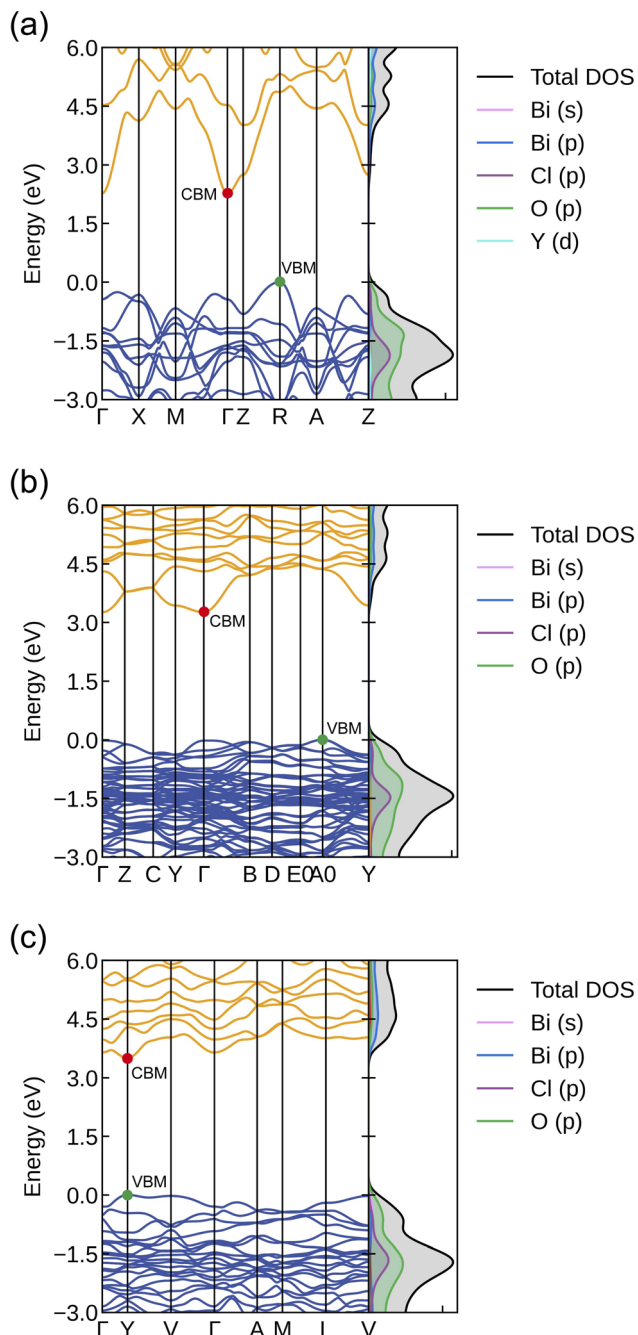 (a)
6.0
4.5
3.0
1.5
0.0
−1.5
−3.0
Energy (eV)
CBM
VBM
Γ X M Γ Z R A Z
Total DOS
Bi (s)
Bi (p)
Cl (p)
O (p)
Y (d)
(b)
6.0
4.5
3.0
1.5
0.0
−1.5
−3.0
Energy (eV)
CBM
VBM
Γ Z C Y Γ B D E0 A0 Y
Total DOS
Bi (s)
Bi (p)
Cl (p)
O (p)
(c)
6.0
4.5
3.0
1.5
0.0
−1.5
−3.0
Energy (eV)
CBM
VBM
Γ Y V Γ A M L V
Total DOS
Bi (s)
Bi (p)
Cl (p)
O (p)